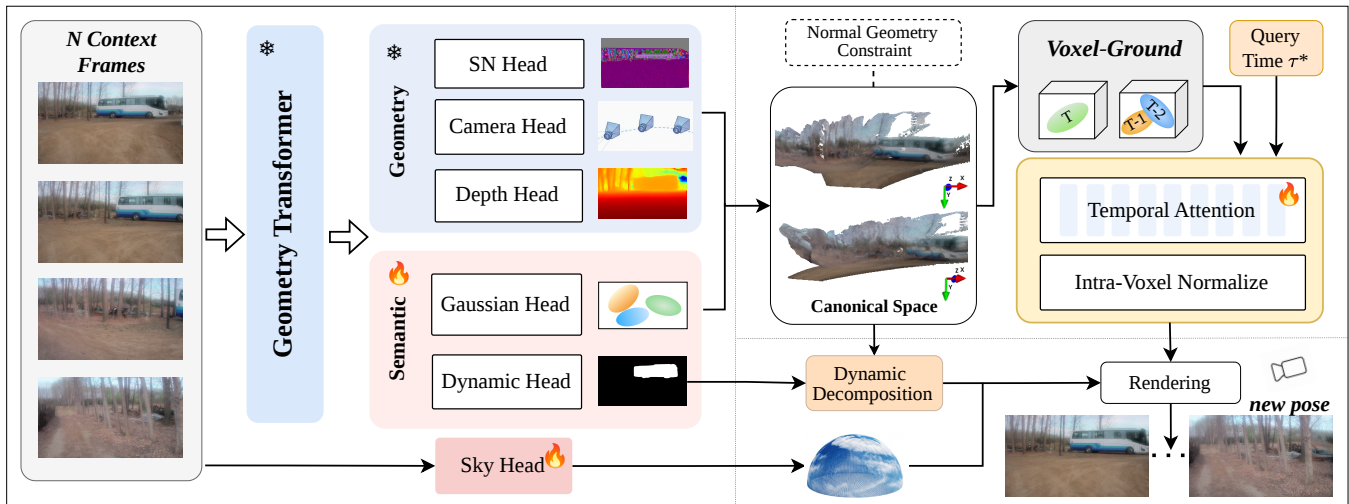 N Context
Frames
Geometry Transformer
Geometry
SN Head
Camera Head
Depth Head
Semantic
Gaussian Head
Dynamic Head
Sky Head
Normal Geometry
Constraint
Z
X
Y
Z
X
Y
Canonical Space
Dynamic
Decomposition
Voxel-Ground
T
T-1
T-2
Query
Time τ*
Temporal Attention
Intra-Voxel Normalize
Rendering
new pose
. . .